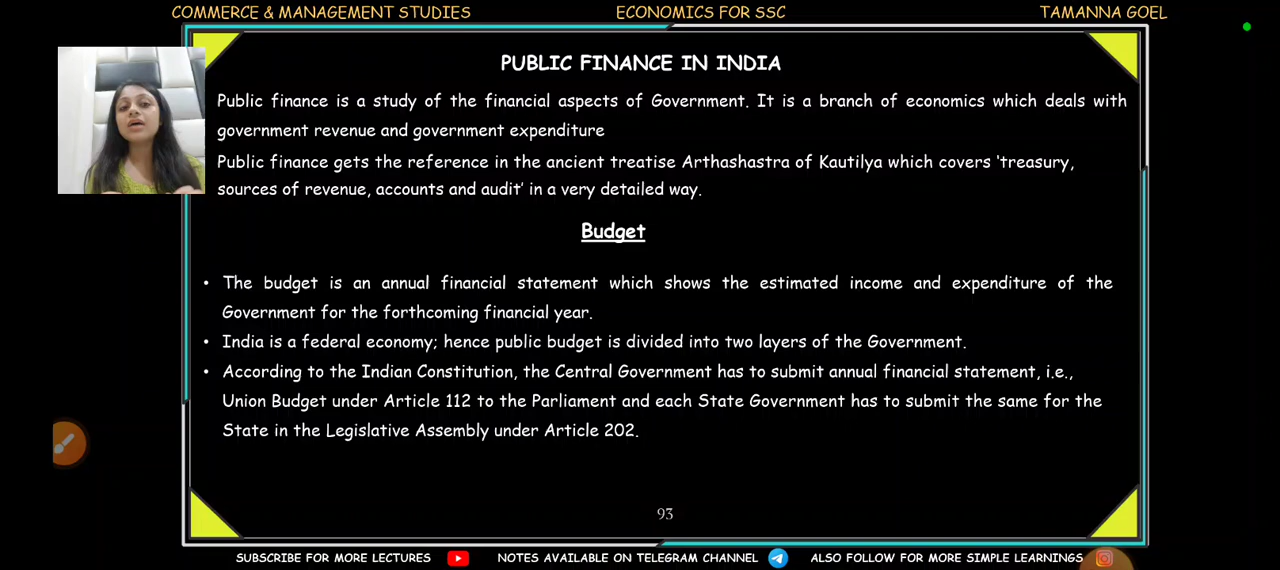 COMMERCE & MANAGEMENT STUDIES ECONOMICS FOR SSC TAMANNA GOEL
PUBLIC FINANCE IN INDIA
Public finance is a study of the financial aspects of Government. It is a branch of economics which deals with
government revenue and government expenditure
Public finance gets the reference in the ancient treatise Arthashastra of Kautilya which covers 'treasury,
sources of revenue, accounts and audit' in a very detailed way.
Budget
• The budget is an annual financial statement which shows the estimated income and expenditure of the
Government for the forthcoming financial year.
• India is a federal economy; hence public budget is divided into two layers of the Government.
• According to the Indian Constitution, the Central Government has to submit annual financial statement, i.e.,
Union Budget under Article 112 to the Parliament and each State Government has to submit the same for the
State in the Legislative Assembly under Article 202.
93
SUBSCRIBE FOR MORE LECTURES NOTES AVAILABLE ON TELEGRAM CHANNEL ALSO FOLLOW FOR MORE SIMPLE LEARNINGS